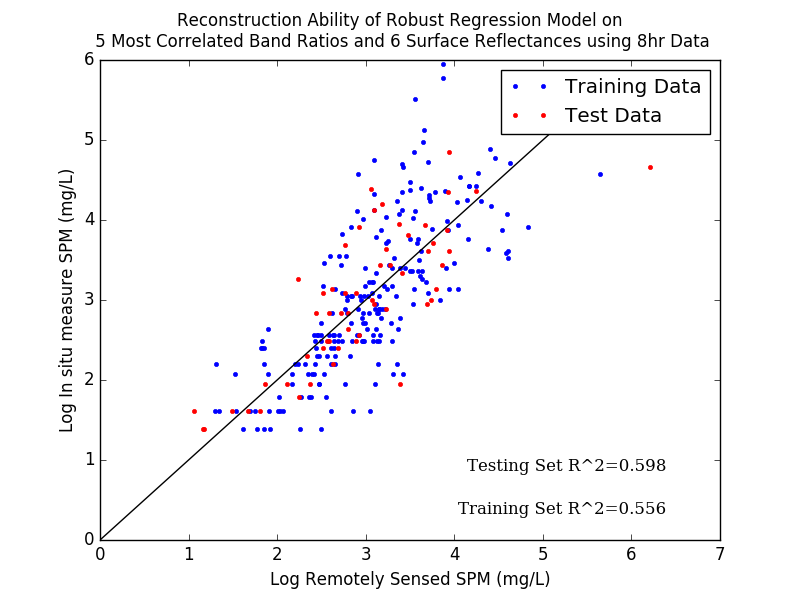 Reconstruction Ability of Robust Regression Model on
5 Most Correlated Band Ratios and 6 Surface Reflectances using 8hr Data
Training Data
Test Data
Log In situ measure SPM (mg/L)
6
5
4
3
2
1
0
Testing Set R^2=0.598
Training Set R^2=0.556
0 1 2 3 4 5 6 7
Log Remotely Sensed SPM (mg/L)